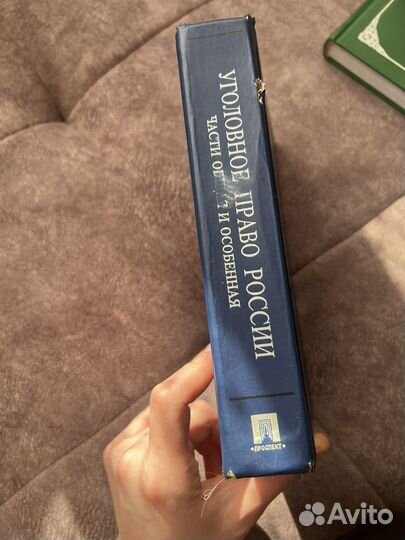 УГОЛОВНОЕ ПРАВО РОССИИ
ЧАСТИ И ОСОБЕННАЯ
•ПРОСПЕКТ•
Avito